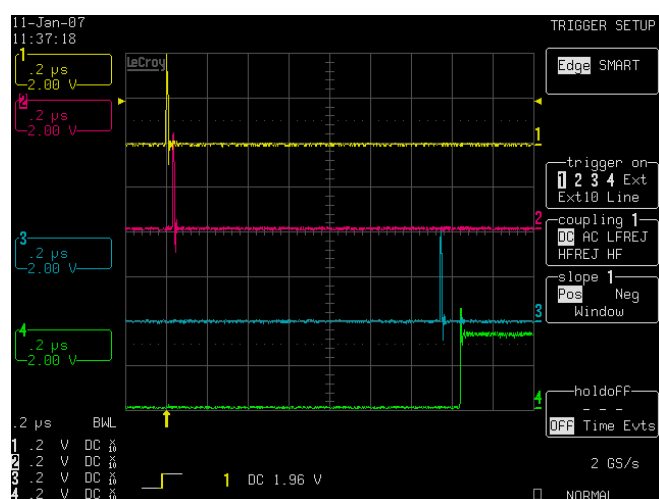 11-Jan-07
11:37:18
TRIGGER SETUP
1
.2 µs
2.00 V
LeCroy
Edge SMART
2
.2 µs
2.00 V
1
trigger on
1 2 3 4 Ext
Ext10 Line
2
coupling 1
DC AC LFREJ
HFREJ HF
3
.2 µs
2.00 V
slope 1
Pos Neg
Window
3
4
.2 µs
2.00 V
4
holdoff
- - -
OFF Time Evts
.2 µs BWL
1 .2 V DC X10
2 .2 V DC X10
3 .2 V DC X10
4 .2 V DC X10
1 DC 1.96 V
2 GS/s
NORMAL